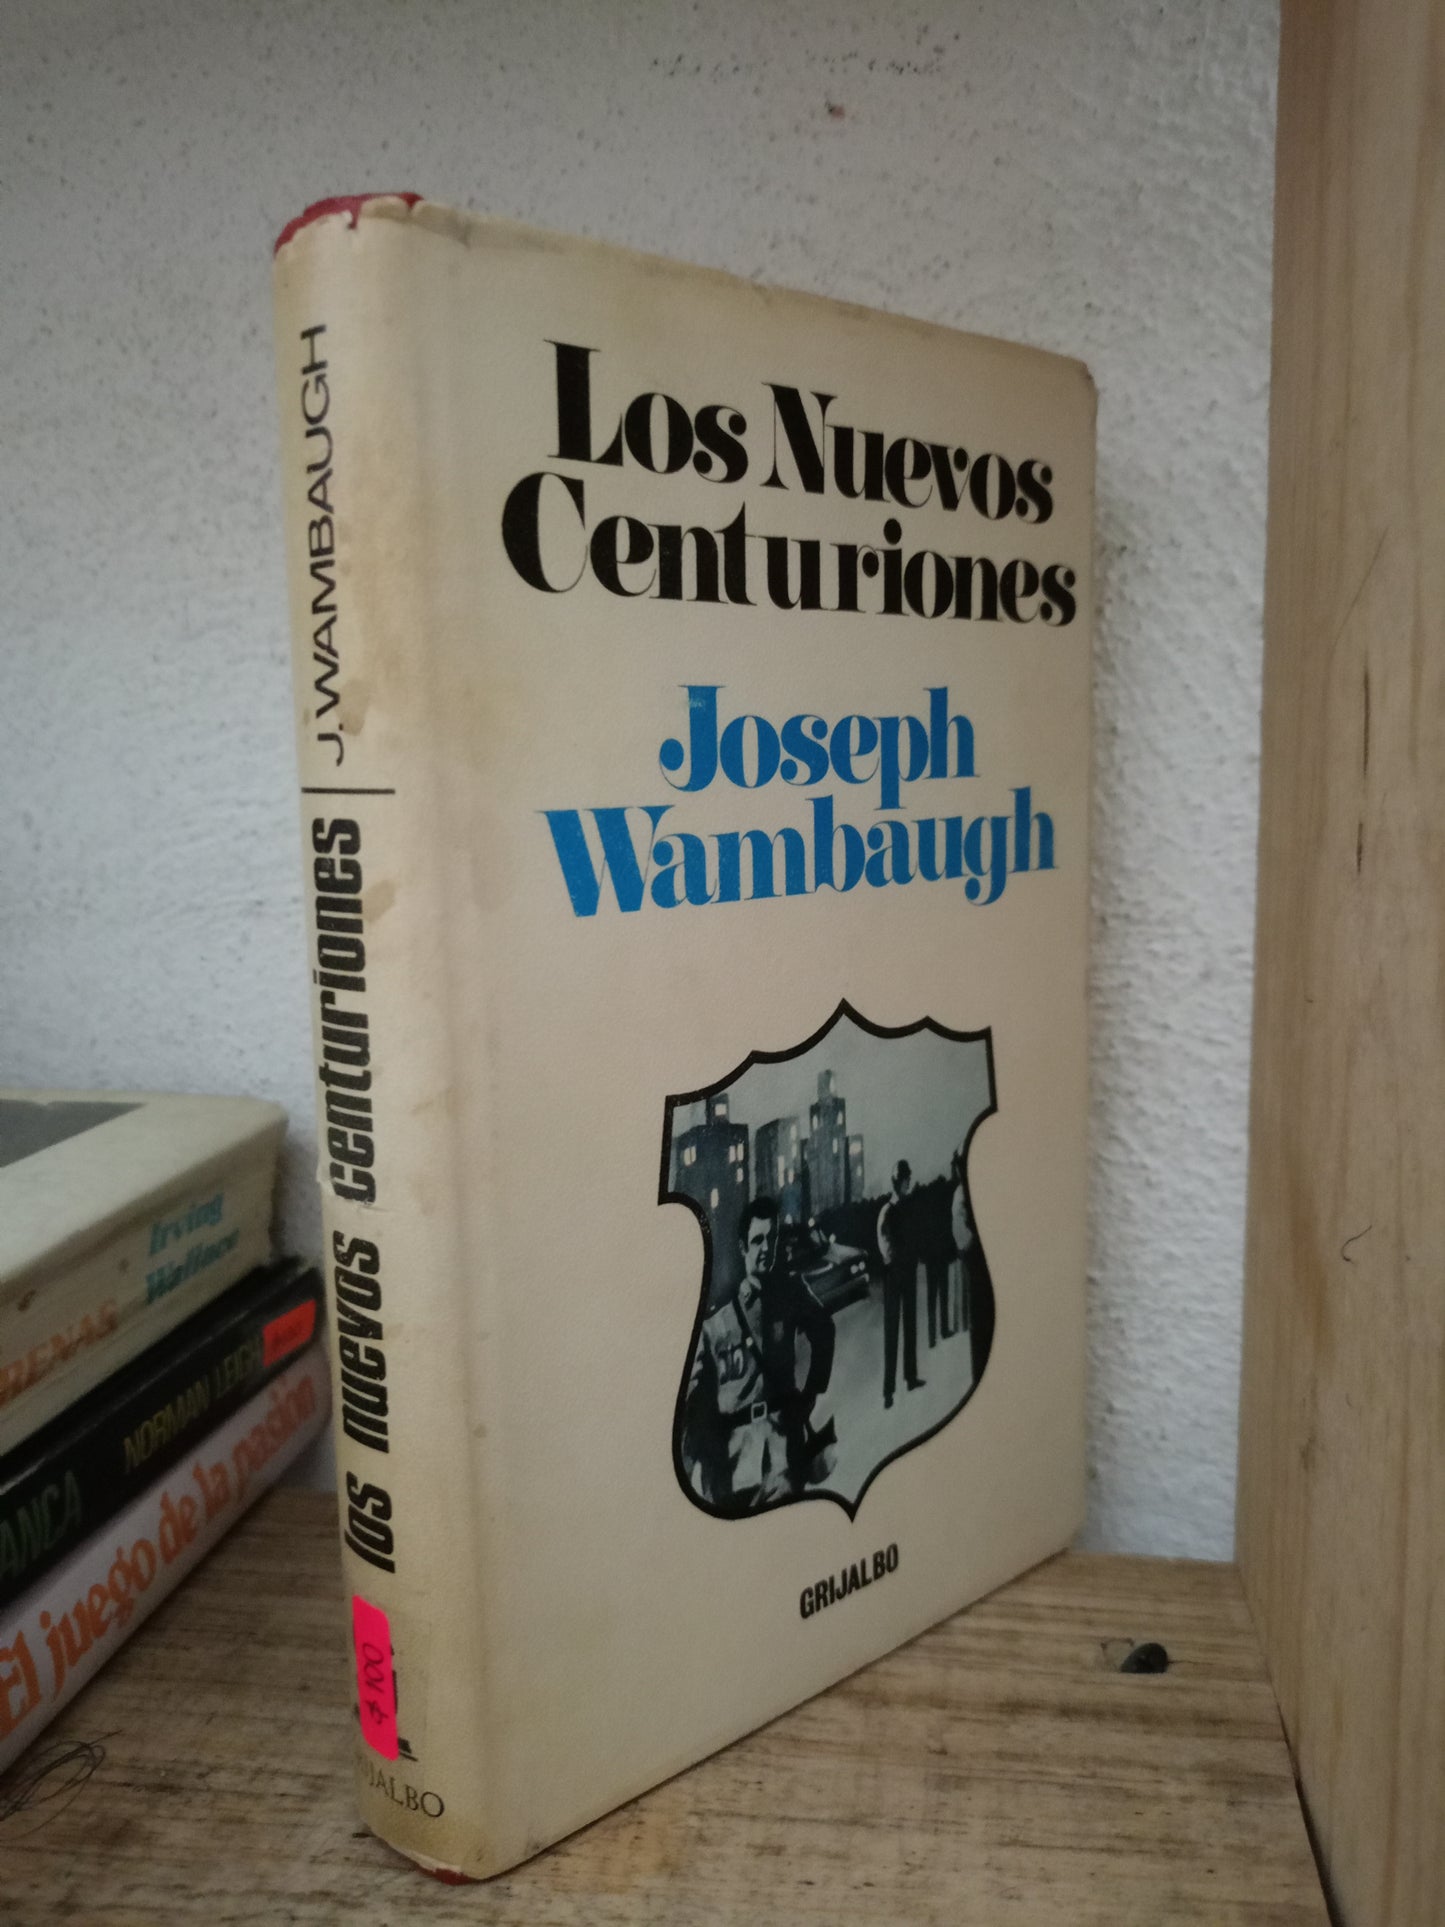 Los Nuevos
Centuriones
Joseph
Wambaugh
GRIJALBO
J. WAMBAUGH
los nuevos centuriones
$100
Irving
Wallace
NORMAN LEIGH
El juego de la pasión